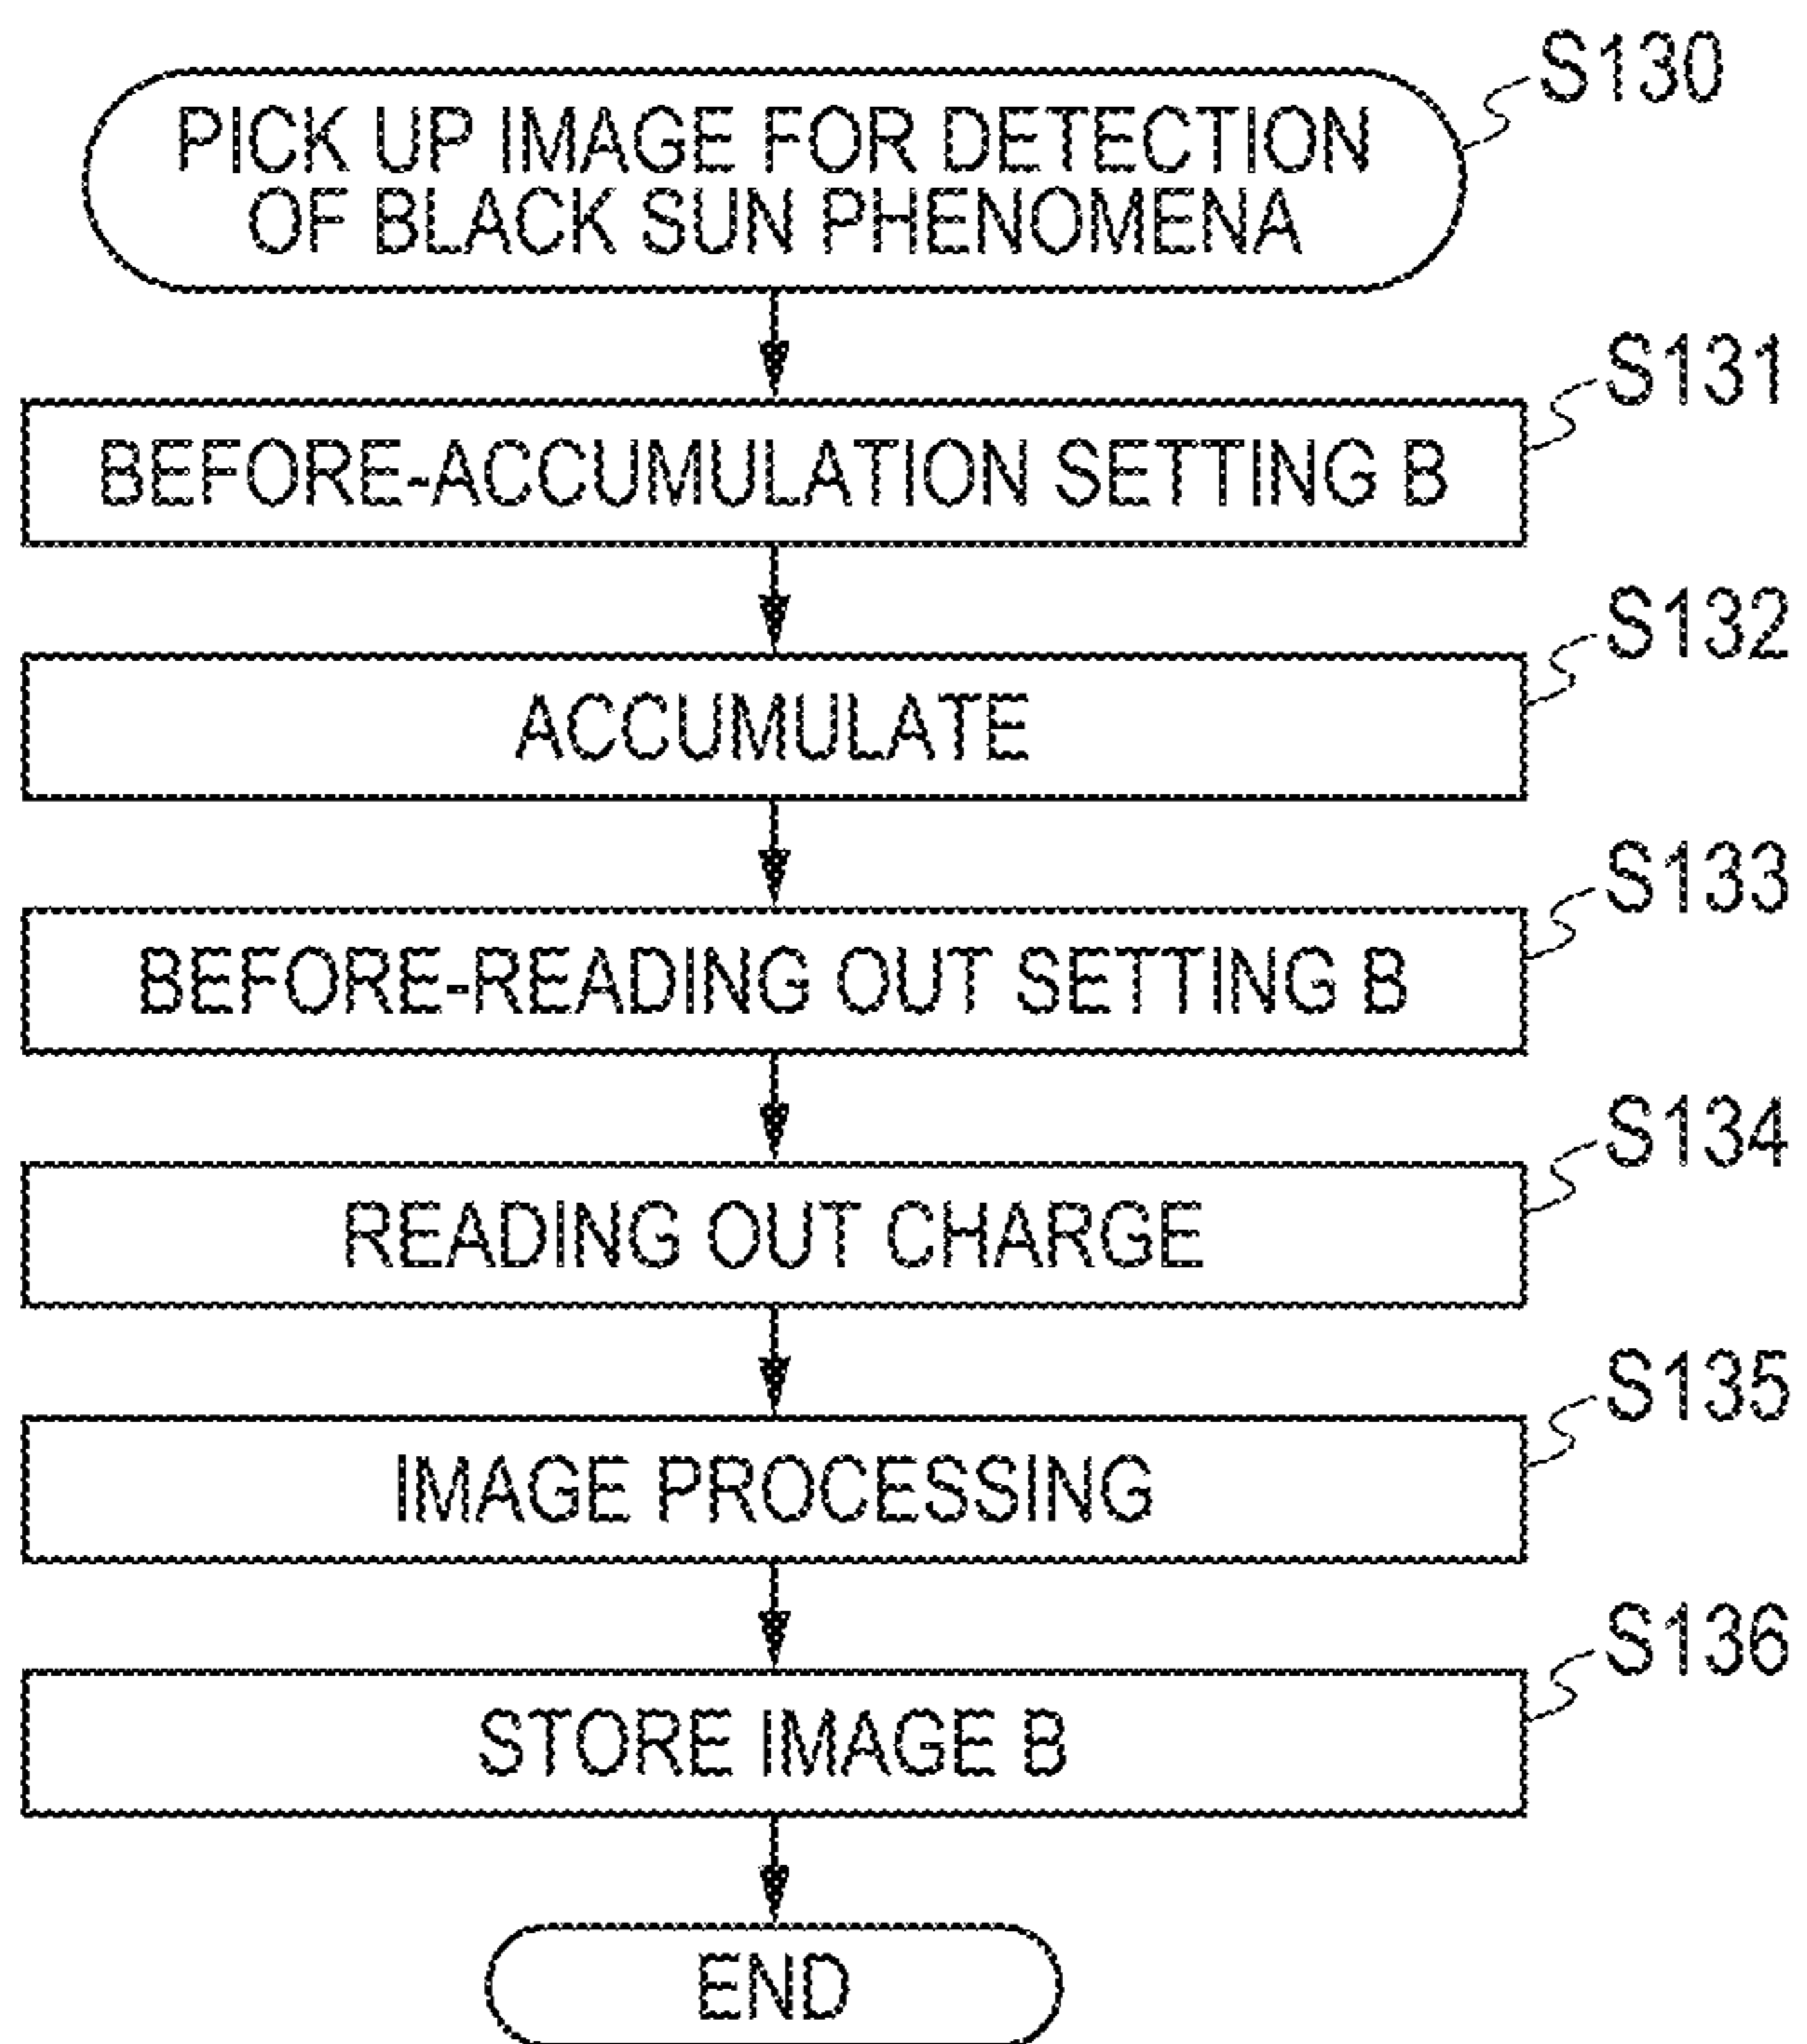 S130
PICK UP IMAGE FOR DETECTION
OF BLACK SUN PHENOMENA
S131
BEFORE-ACCUMULATION SETTING B
S132
ACCUMULATE
S133
BEFORE-READING OUT SETTING B
S134
READING OUT CHARGE
S135
IMAGE PROCESSING
S136
STORE IMAGE B
END